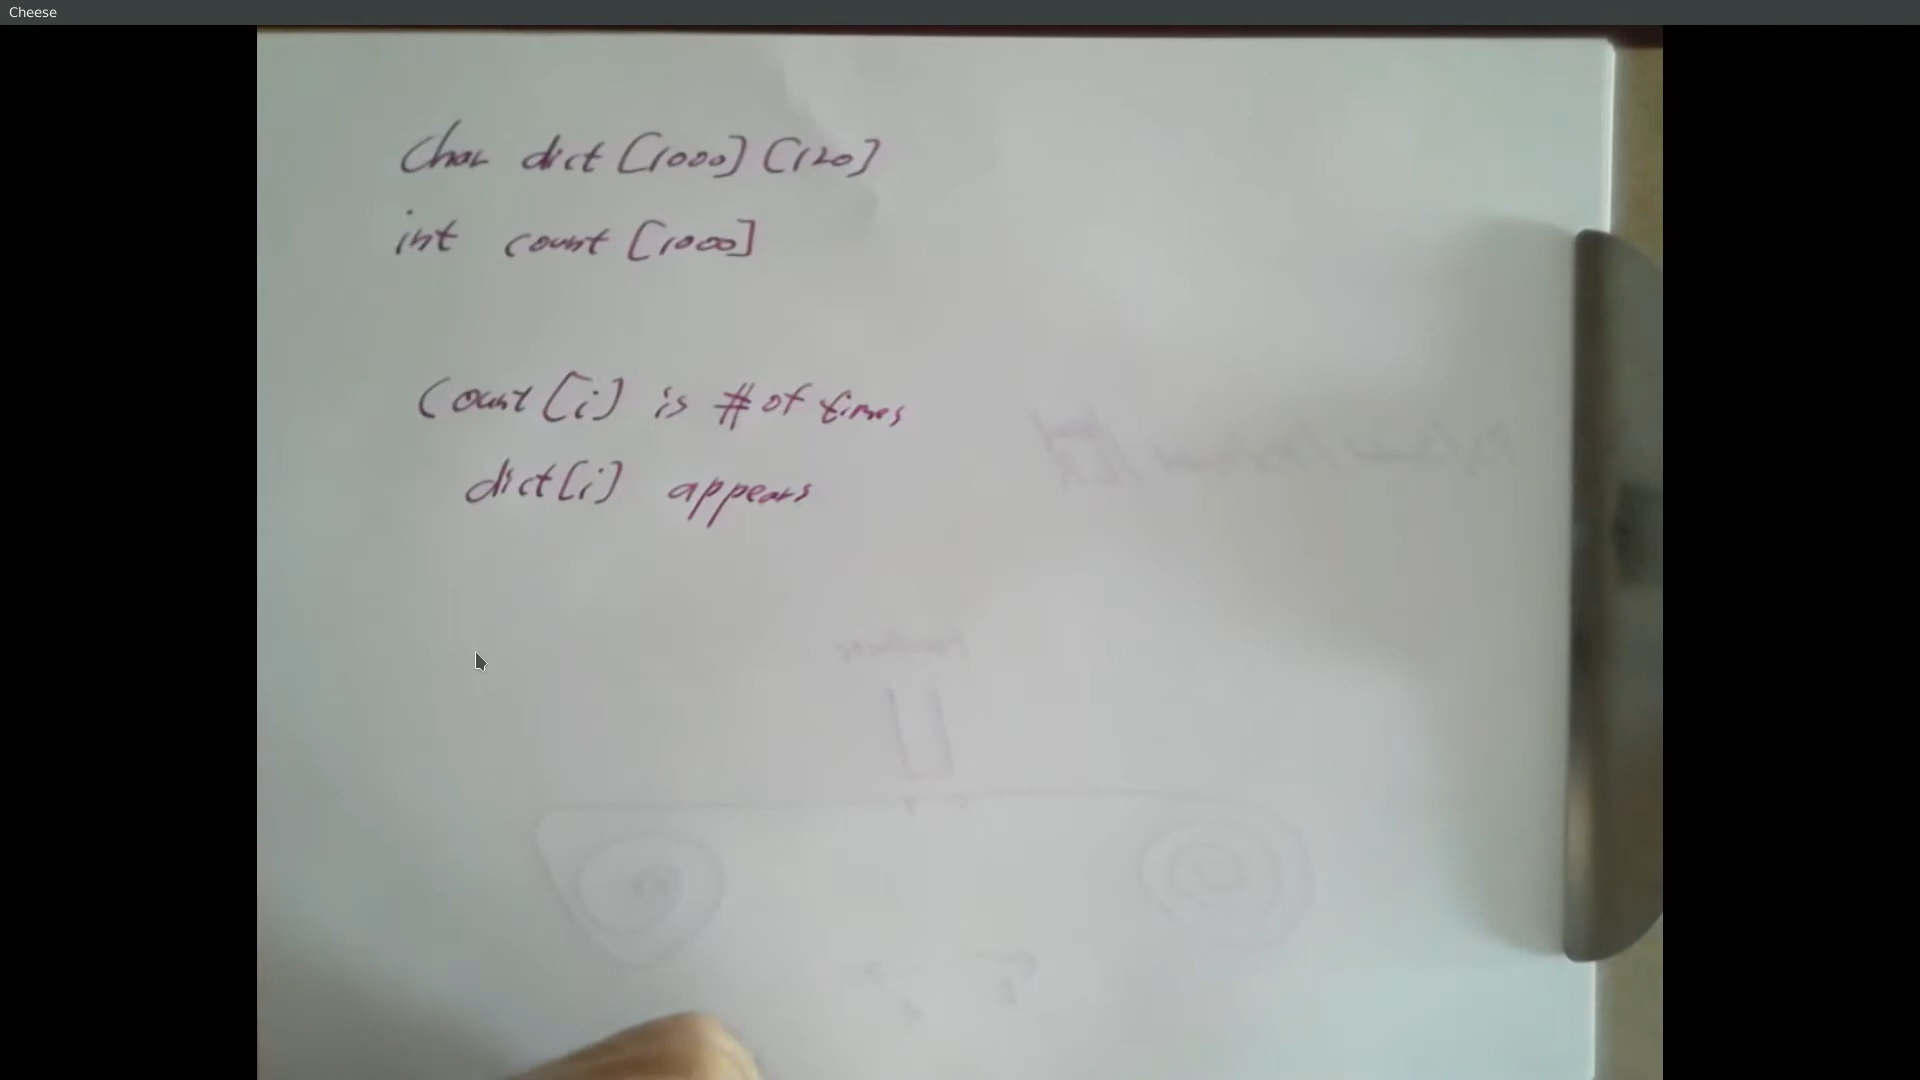 Cheese
char dict [1000] [120]
int count [1000]
Count [i] is # of times
dict [i] appears